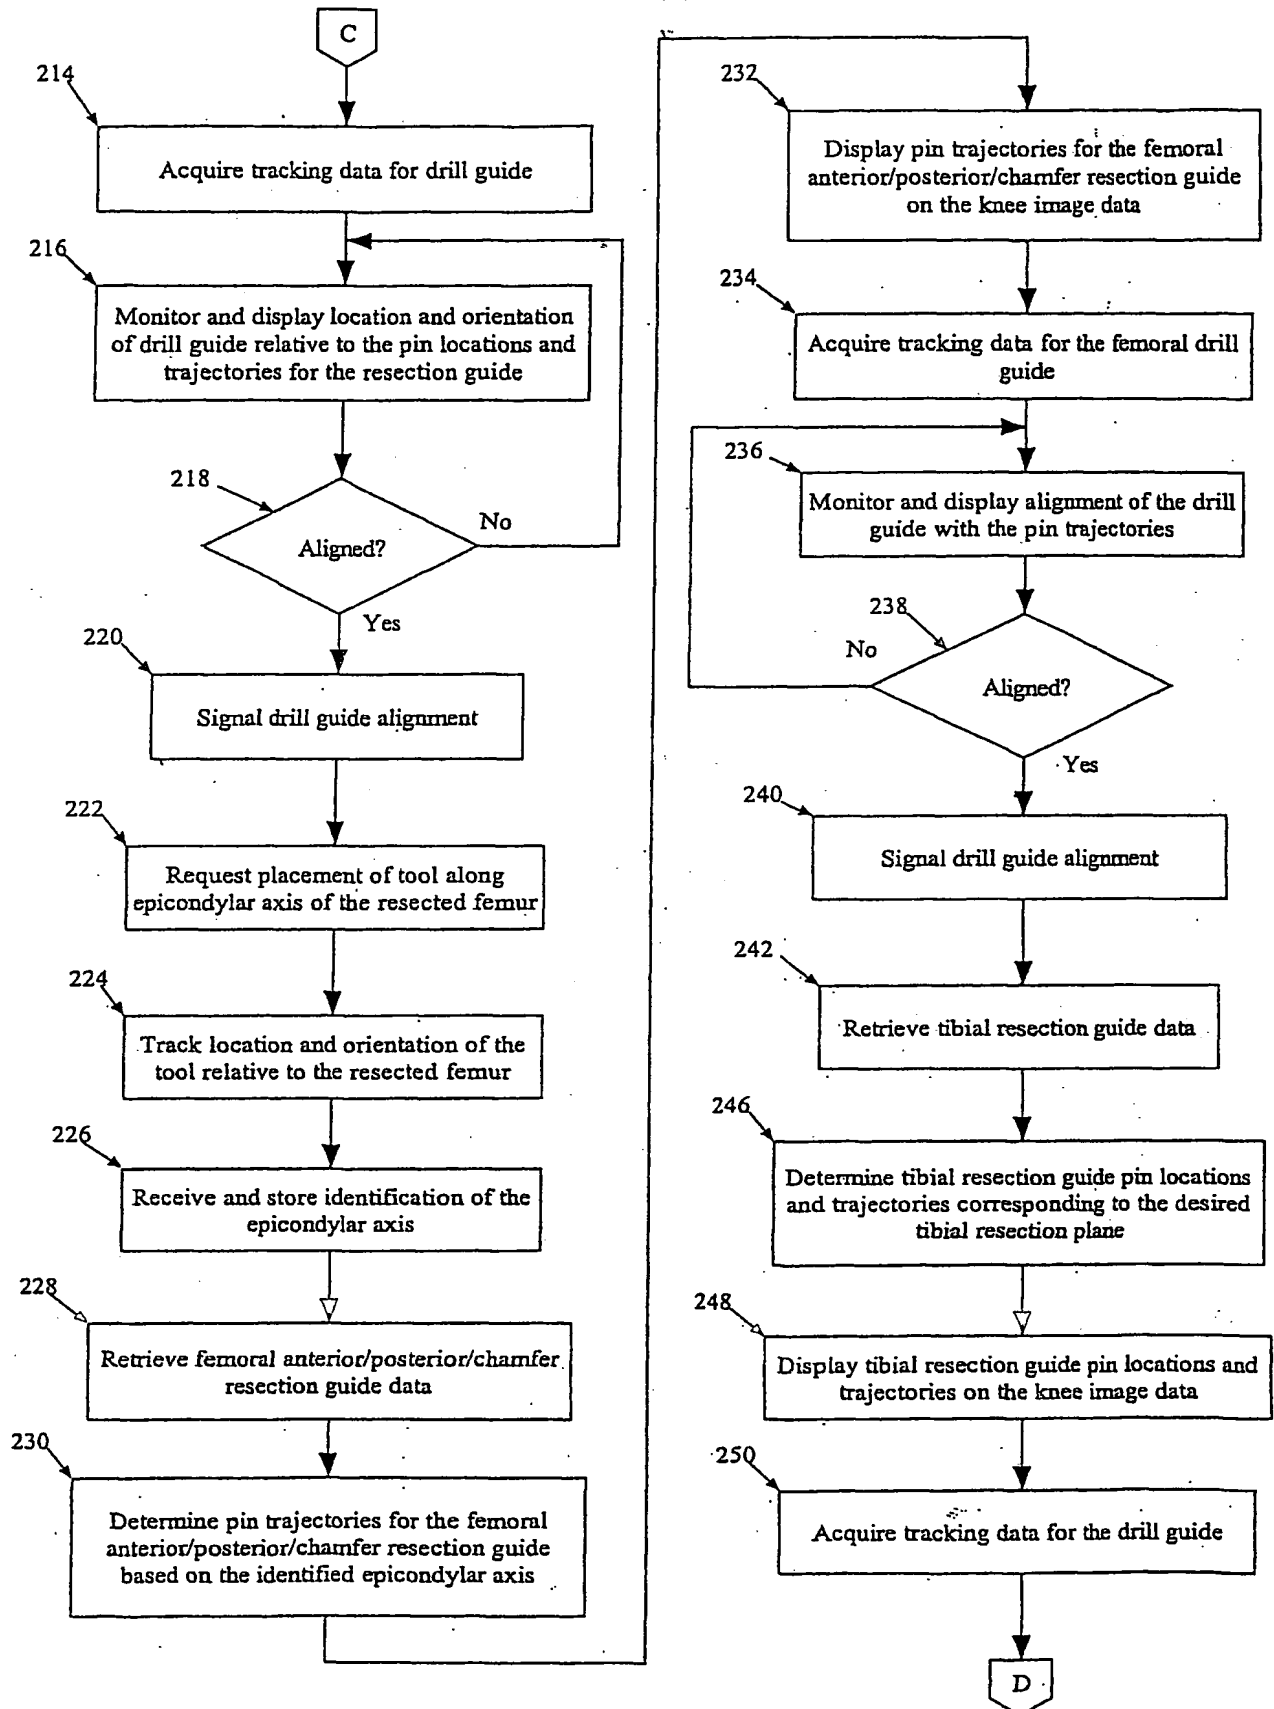 C
214
Acquire tracking data for drill guide
216
Monitor and display location and orientation
of drill guide relative to the pin locations and
trajectories for the resection guide
218
Aligned?
No
Yes
220
Signal drill guide alignment
222
Request placement of tool along
epicondylar axis of the resected femur
224
Track location and orientation of the
tool relative to the resected femur
226
Receive and store identification of the
epicondylar axis
228
Retrieve femoral anterior/posterior/chamfer
resection guide data
230
Determine pin trajectories for the femoral
anterior/posterior/chamfer resection guide
based on the identified epicondylar axis
232
Display pin trajectories for the femoral
anterior/posterior/chamfer resection guide
on the knee image data
234
Acquire tracking data for the femoral drill
guide
236
Monitor and display alignment of the drill
guide with the pin trajectories
238
No
Aligned?
Yes
240
Signal drill guide alignment
242
Retrieve tibial resection guide data
246
Determine tibial resection guide pin locations
and trajectories corresponding to the desired
tibial resection plane
248
Display tibial resection guide pin locations and
trajectories on the knee image data
250
Acquire tracking data for the drill guide
D